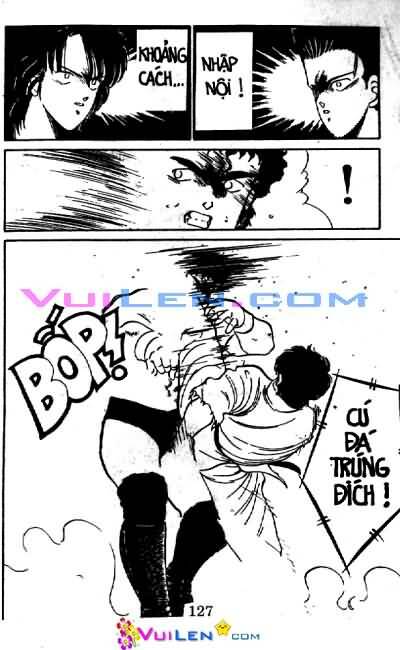 KHOẢNG
CÁCH...
NHẬP
NỘI !
!
VUILEN.COM
BỐP!
CÚ
ĐÁ
TRÚNG
ĐÍCH !
127
VUILEN.COM